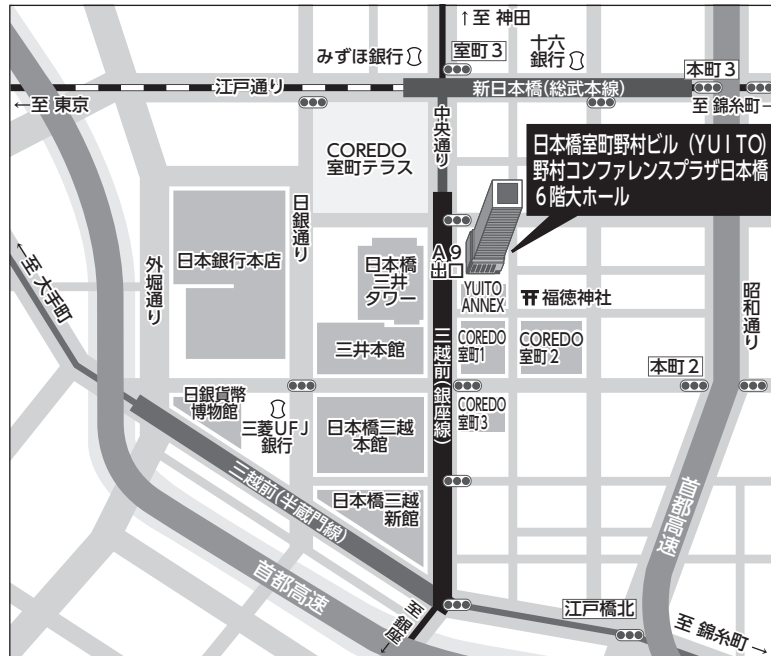 ↑至 神田
みずほ銀行
室町3
十六
銀行
本町3
江戸通り
新日本橋(総武本線)
←至 東京
至 錦糸町→
中央通り
COREDO
室町テラス
日本橋室町野村ビル(YUITO)
野村コンファレンスプラザ日本橋
6階大ホール
日銀通り
外堀通り
日本銀行本店
日本橋
三井
タワー
A9
出口
YUITO
ANNEX
福徳神社
昭和通り
←至 大手町
三井本館
三越前(銀座線)
COREDO
室町1
COREDO
室町2
本町2
日銀貨幣
博物館
三菱UFJ
銀行
日本橋三越
本館
COREDO
室町3
三越前(半蔵門線)
日本橋三越
新館
首都高速
首都高速
江戸橋北
至 銀座→
至 錦糸町→